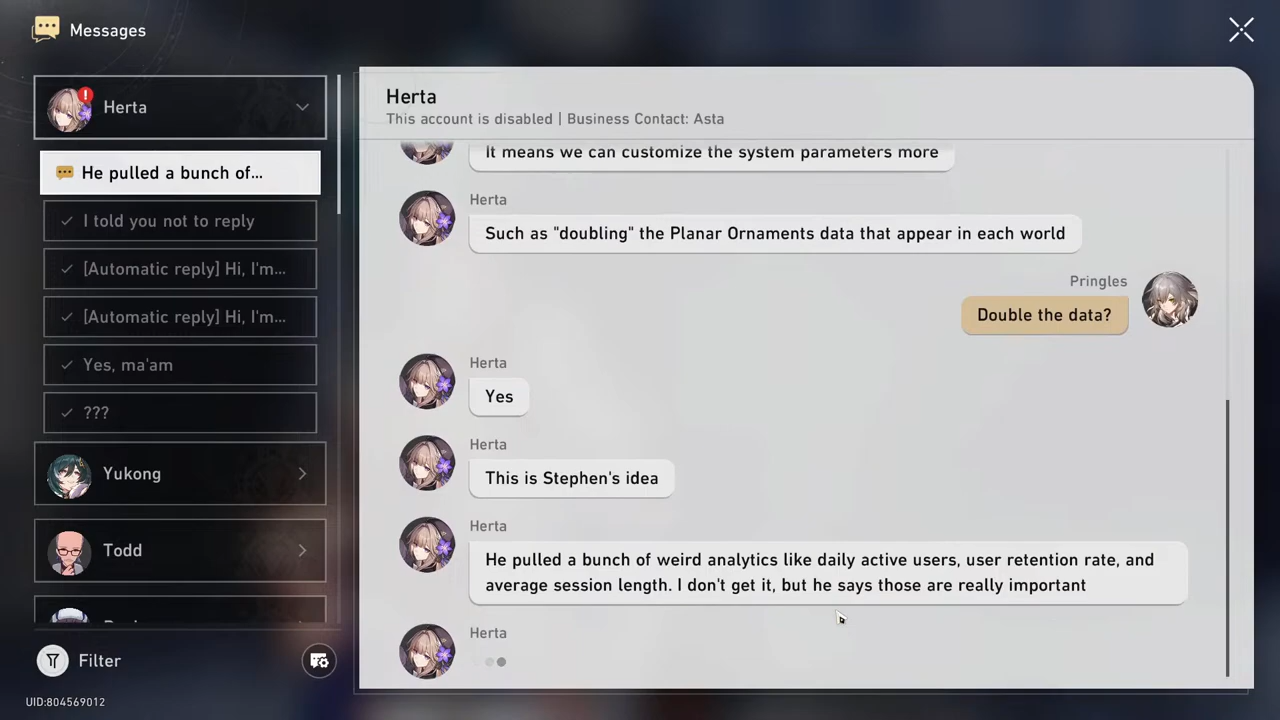 Messages
Herta
He pulled a bunch of...
I told you not to reply
[Automatic reply] Hi, I'm...
[Automatic reply] Hi, I'm...
Yes, ma'am
???
Yukong
Todd
Filter
UID:804569012
Herta
This account is disabled | Business Contact: Asta
It means we can customize the system parameters more
Herta
Such as "doubling" the Planar Ornaments data that appear in each world
Pringles
Double the data?
Herta
Yes
Herta
This is Stephen's idea
Herta
He pulled a bunch of weird analytics like daily active users, user retention rate, and
average session length. I don't get it, but he says those are really important
Herta